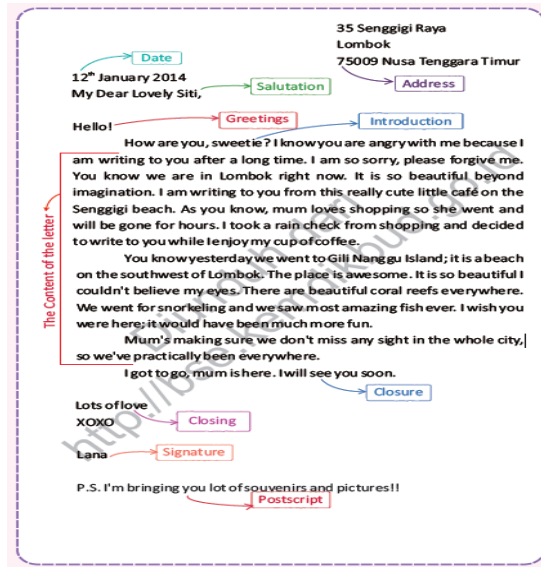 35 Senggigi Raya
Lombok
75009 Nusa Tenggara Timur
Address
Date
12th January 2014
My Dear Lovely Siti,
Salutation
Hello!
Greetings
Introduction
How are you, sweetie? I know you are angry with me because I
am writing to you after a long time. I am so sorry, please forgive me.
You know we are in Lombok right now. It is so beautiful beyond
imagination. I am writing to you from this really cute little café on the
Senggigi beach. As you know, mum loves shopping so she went and
will be gone for hours. I took a rain check from shopping and decided
to write to you while I enjoy my cup of coffee.
You know yesterday we went to Gili Nanggu Island; it is a beach
on the southwest of Lombok. The place is awesome. It is so beautiful I
couldn't believe my eyes. There are beautiful coral reefs everywhere.
We went for snorkeling and we saw most amazing fish ever. I wish you
were here; it would have been much more fun.
Mum's making sure we don't miss any sight in the whole city,
so we've practically been everywhere.
I got to go, mum is here. I will see you soon.
The Content of the letter
Closure
Lots of love
XOXO
Closing
Lana
Signature
P.S. I'm bringing you lot of souvenirs and pictures!!
Postscript
Diunduh dari
http://bse.kemdikbud.go.id